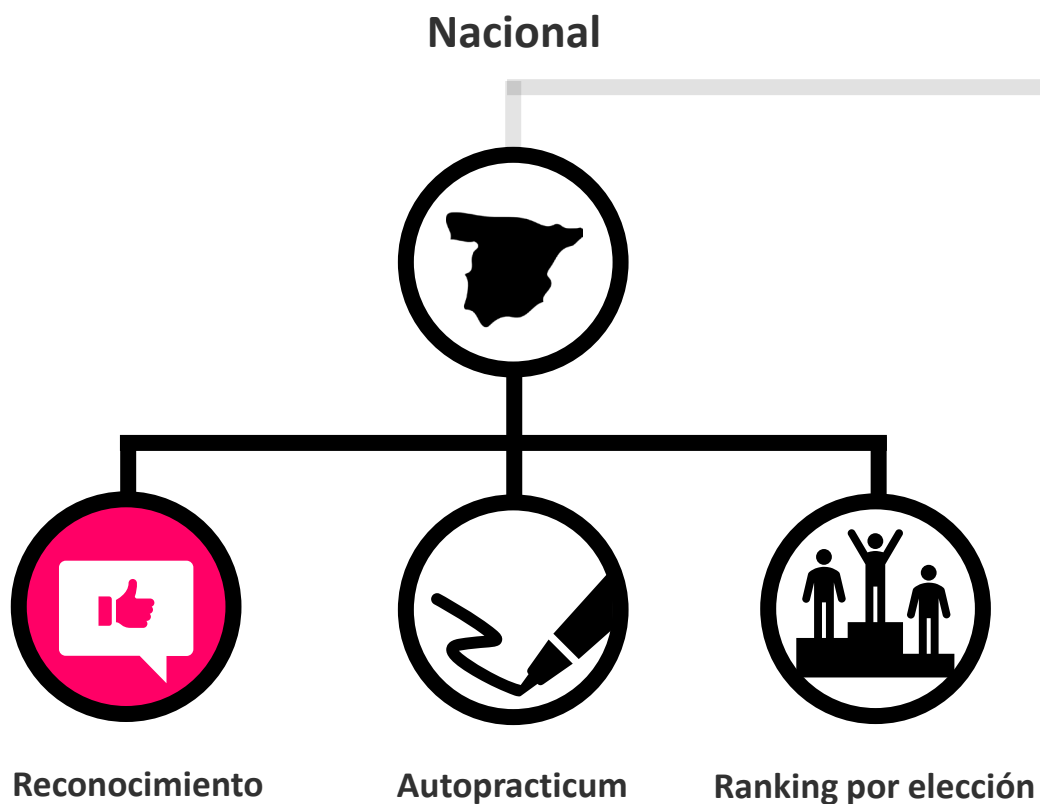 Nacional
Reconocimiento
Autopracticum
Ranking por elección